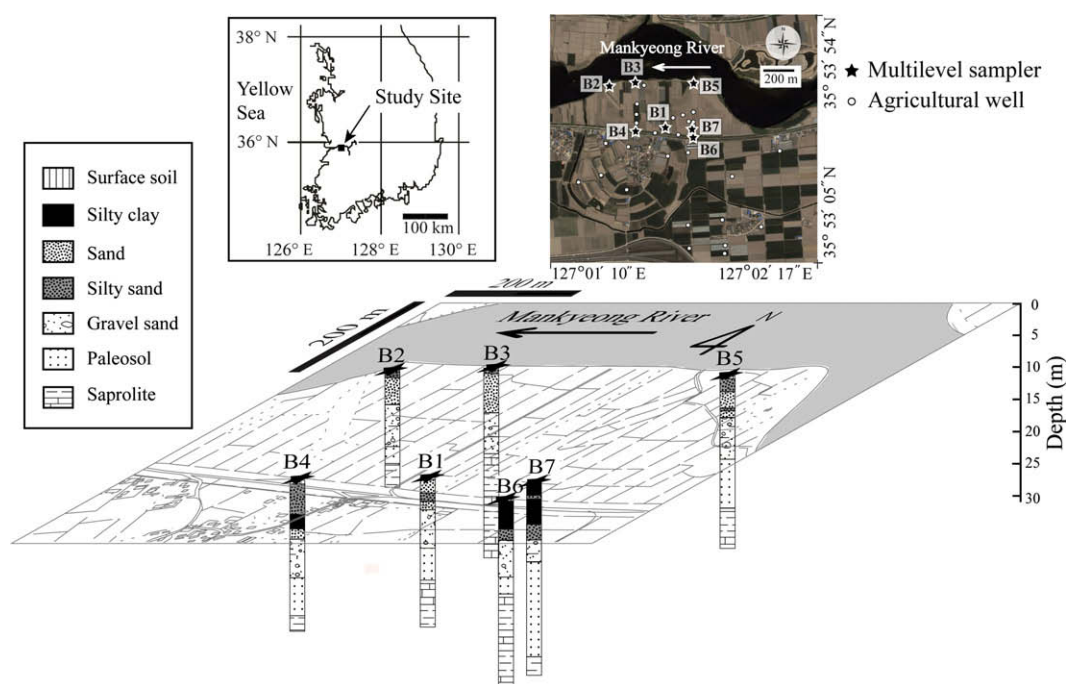 38° N
Yellow
Sea
Study Site
36° N
100 km
126° E
128° E
130° E
Mankyeong River
200 m
B3
B2
B5
B1
B4
B7
B6
35° 53′ 54″ N
35° 53′ 05″ N
127° 01′ 10″ E
127° 02′ 17″ E
Multilevel sampler
Agricultural well
Surface soil
Silty clay
Sand
Silty sand
Gravel sand
Paleosol
Saprolite
200 m
200 m
Mankyeong River
N
B2
B3
B5
B4
B1
B6
B7
0
5
10
15
20
25
30
Depth (m)